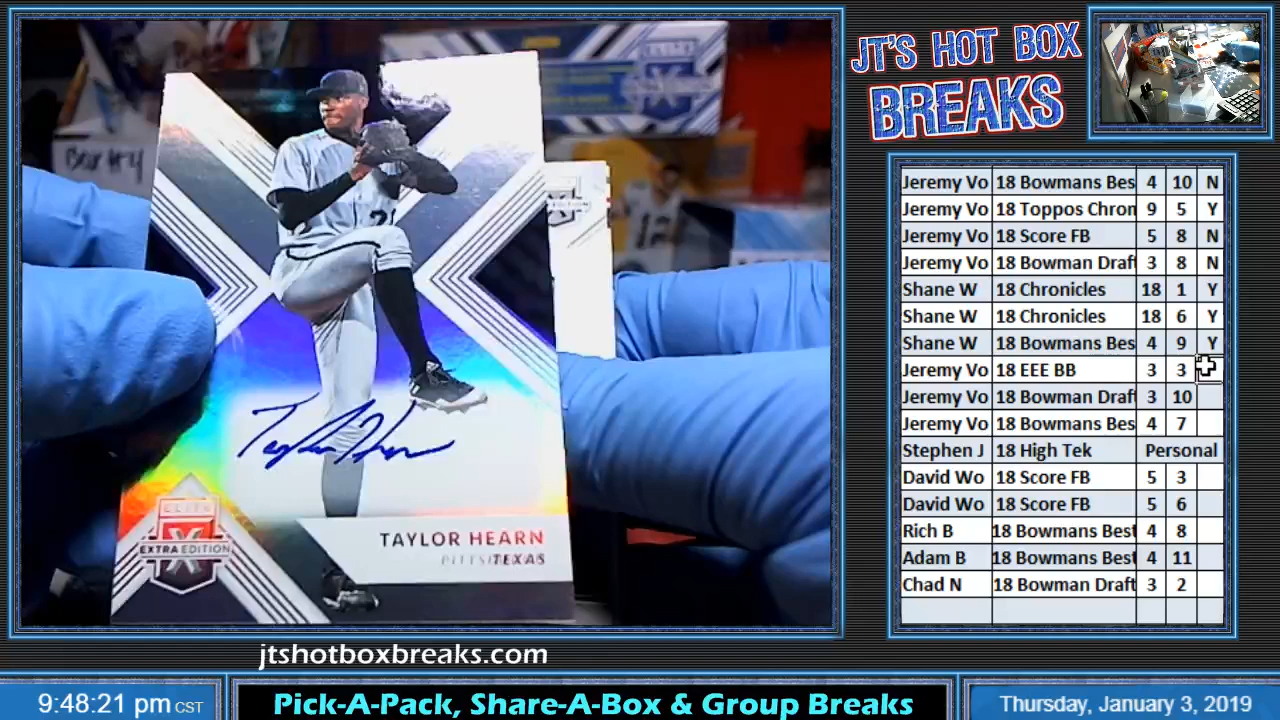 JT'S HOT BOX
BREAKS
Jeremy Vo 18 Bowmans Bes 4 10 N
Jeremy Vo 18 Toppos Chron 9 5 Y
Jeremy Vo 18 Score FB 5 8 N
Jeremy Vo 18 Bowman Draft 3 8 N
Shane W 18 Chronicles 18 1 Y
Shane W 18 Chronicles 18 6 Y
Shane W 18 Bowmans Bes 4 9 Y
Jeremy Vo 18 EEE BB 3 3
Jeremy Vo 18 Bowman Draft 3 10
Jeremy Vo 18 Bowmans Bes 4 7
Stephen J 18 High Tek Personal
David Wo 18 Score FB 5 3
David Wo 18 Score FB 5 6
Rich B 18 Bowmans Best 4 8
Adam B 18 Bowmans Best 4 11
Chad N 18 Bowman Draft 3 2
12
Taylor Hearn
ELITE
X
EXTRA EDITION
TAYLOR HEARN
TEXAS
jtshotboxbreaks.com
9:48:21 pm CST
Pick-A-Pack, Share-A-Box & Group Breaks
Thursday, January 3, 2019